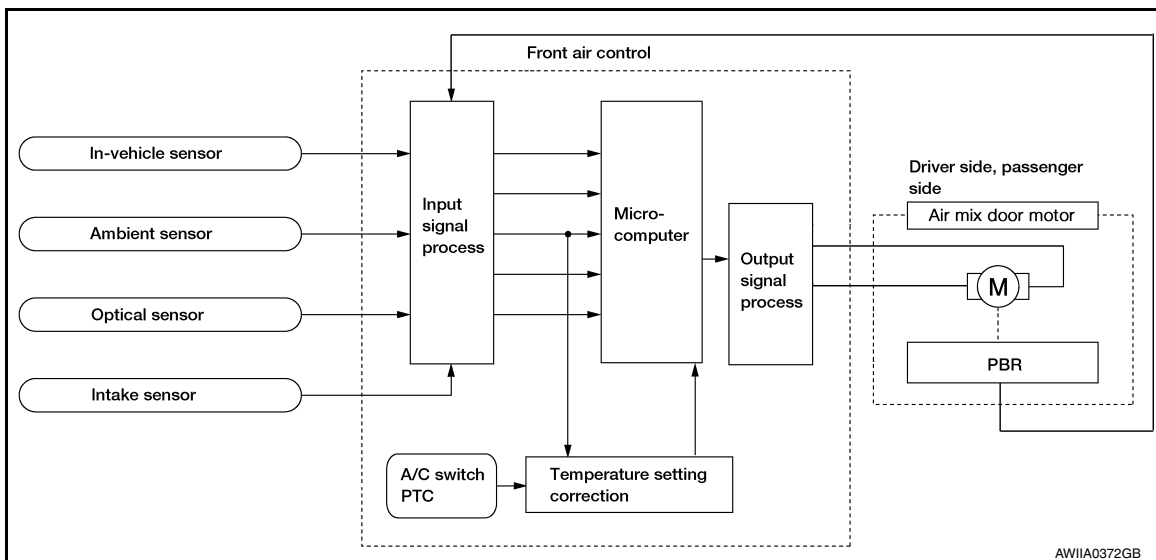 Front air control
In-vehicle sensor
Ambient sensor
Optical sensor
Intake sensor
Input
signal
process
Micro-
computer
Output
signal
process
Driver side, passenger
side
Air mix door motor
M
PBR
A/C switch
PTC
Temperature setting
correction
AWIIA0372GB